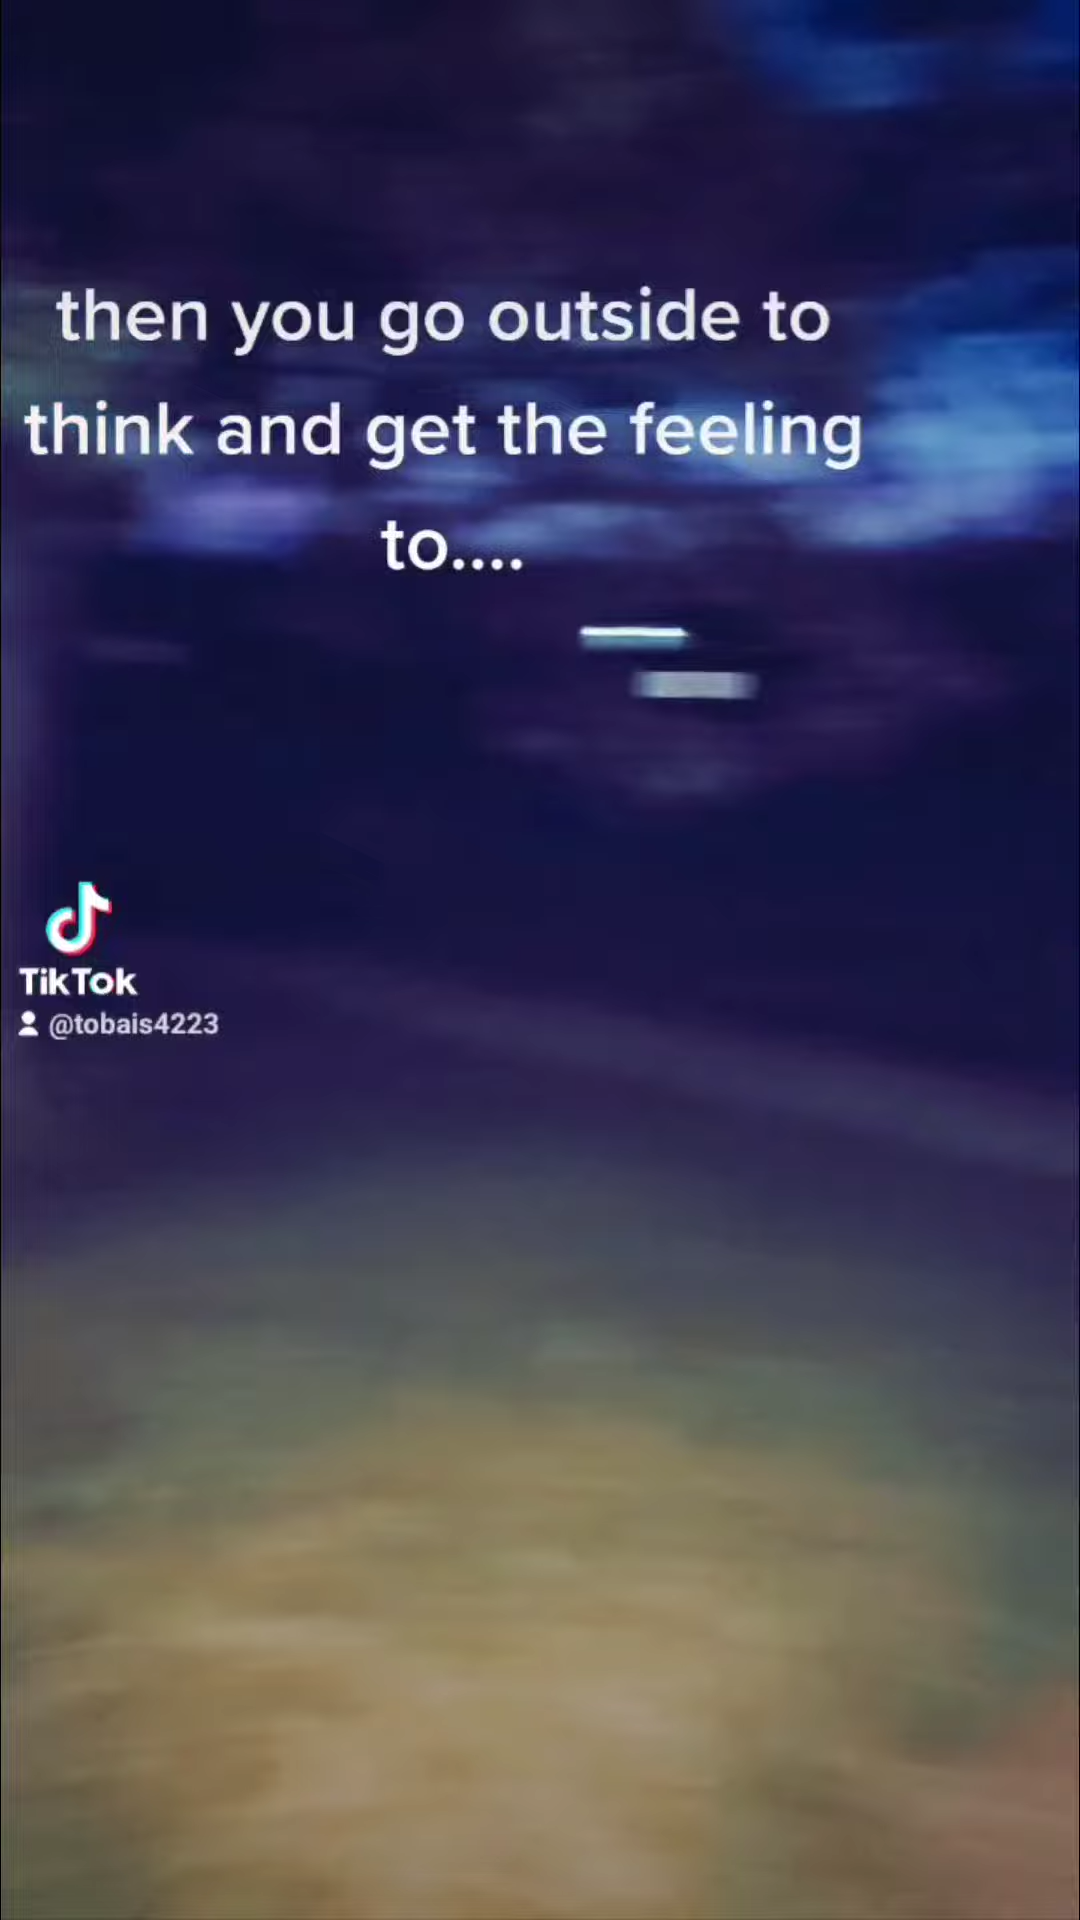 then you go outside to
think and get the feeling
to....
TikTok
@tobais4223